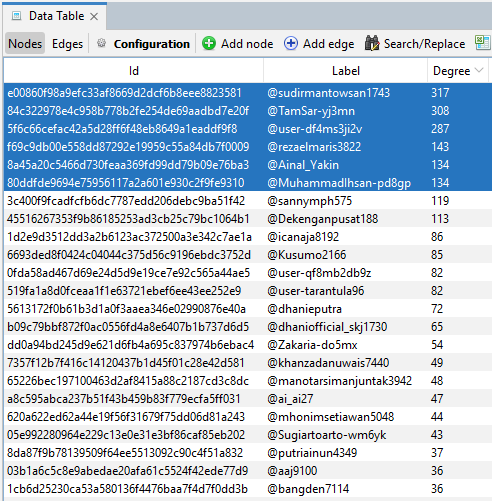 Data Table ×
Nodes Edges Configuration Add node Add edge Search/Replace
Id Label Degree
e00860f98a9efc33af8669d2dcf6b8eee8823581 @sudirmantowsan1743 317
84c322978e4c958b778b2fe254de69aadbd7e20f @TamSar-yj3mn 308
5f6c66cefac42a5d28ff6f48eb8649a1eaddf9f8 @user-df4ms3ji2v 287
f69c9db00e558dd87292e19959c55a84db7f0009 @rezaelmaris3822 143
8a45a20c5466d730feaa369fd99dd79b09e76ba3 @Ainal_Yakin 134
80ddfde9694e75956117a2a601e930c2f9fe9310 @MuhammadIhsan-pd8gp 134
3c400f9fcadfcfb6dc7787edd206debc9ba51f42 @sannymph575 119
45516267353f9b86185253ad3cb25c79bc1064b1 @Dekenganpusat188 113
1d2e9d3512dd3a2b6123ac372500a3e342c7ae1a @icanaja8192 86
6693ded8f0424c04044c375d56c9196ebdc3752d @Kusumo2166 85
0fda58ad467d69e24d5d9e19ce7e92c565a44ae5 @user-qf8mb2db9z 82
519fa1a8d0fceaa1f1e63721ebef6ee43ee252e9 @user-tarantula96 82
5613172f0b61b3d1a0f3aaea346e02990876e40a @dhanieputra 72
b09c79bbf872f0ac0556fd4a8e6407b1b737d6d5 @dhaniofficial_skj1730 65
dd0a94bd245d9e621d6fb4a695c837974b6ebac4 @Zakaria-do5mx 54
7357f12b7f416c14120437b1d45f01c28e42d581 @khanzadanuwais7440 49
65226bec197100463d2af8415a88c2187cd3c8dc @manotarsimanjuntak3942 48
a8c595abca237b51f43b459b83f779ecfa5ff031 @ai_ai27 47
620a622ed62a44e19f56f31679f75dd06d81a243 @mhonimsetiawan5048 44
05e992280964e229c13e0e31e3bf86caf85eb202 @Sugiartoarto-wm6yk 43
8da87f9b78139509f64ee5513092c90c4f51a832 @putriainun4349 37
03b1a6c5c8e9abedae20afa61c5524f42ede77d9 @aaj9100 36
1cb6d25230ca53a580136f4476baa7f4d7f0dd3b @bangden7114 36